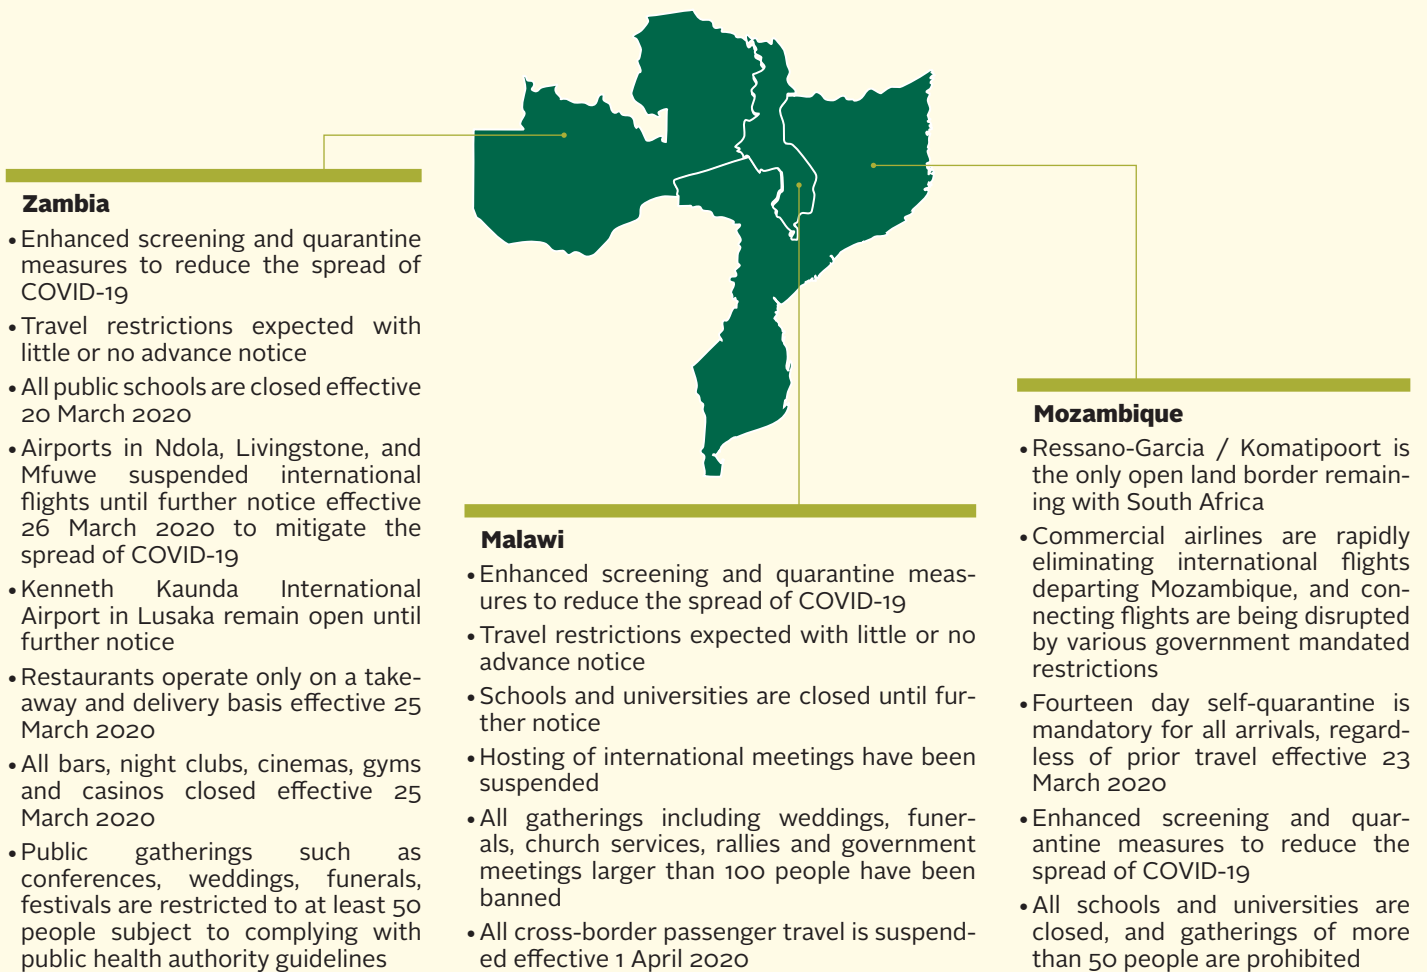 Zambia
• Enhanced screening and quarantine
measures to reduce the spread of
COVID-19
• Travel restrictions expected with
little or no advance notice
• All public schools are closed effective
20 March 2020
• Airports in Ndola, Livingstone, and
Mfuwe suspended international
flights until further notice effective
26 March 2020 to mitigate the
spread of COVID-19
• Kenneth Kaunda International
Airport in Lusaka remain open until
further notice
• Restaurants operate only on a take-
away and delivery basis effective 25
March 2020
• All bars, night clubs, cinemas, gyms
and casinos closed effective 25
March 2020
• Public gatherings such as
conferences, weddings, funerals,
festivals are restricted to at least 50
people subject to complying with
public health authority guidelines
Malawi
• Enhanced screening and quarantine meas-
ures to reduce the spread of COVID-19
• Travel restrictions expected with little or no
advance notice
• Schools and universities are closed until fur-
ther notice
• Hosting of international meetings have been
suspended
• All gatherings including weddings, funer-
als, church services, rallies and government
meetings larger than 100 people have been
banned
• All cross-border passenger travel is suspend-
ed effective 1 April 2020
Mozambique
• Ressano-Garcia / Komatipoort is
the only open land border remain-
ing with South Africa
• Commercial airlines are rapidly
eliminating international flights
departing Mozambique, and con-
necting flights are being disrupted
by various government mandated
restrictions
• Fourteen day self-quarantine is
mandatory for all arrivals, regard-
less of prior travel effective 23
March 2020
• Enhanced screening and quar-
antine measures to reduce the
spread of COVID-19
• All schools and universities are
closed, and gatherings of more
than 50 people are prohibited